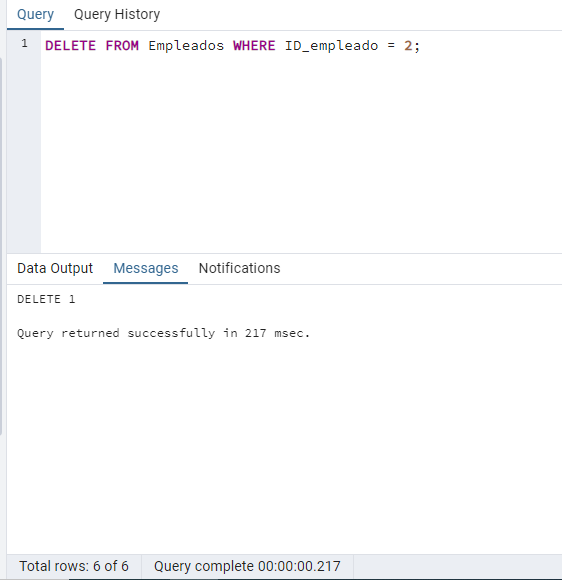 Query Query History
1 DELETE FROM Empleados WHERE ID_empleado = 2;
Data Output Messages Notifications
DELETE 1
Query returned successfully in 217 msec.
Total rows: 6 of 6 Query complete 00:00:00.217